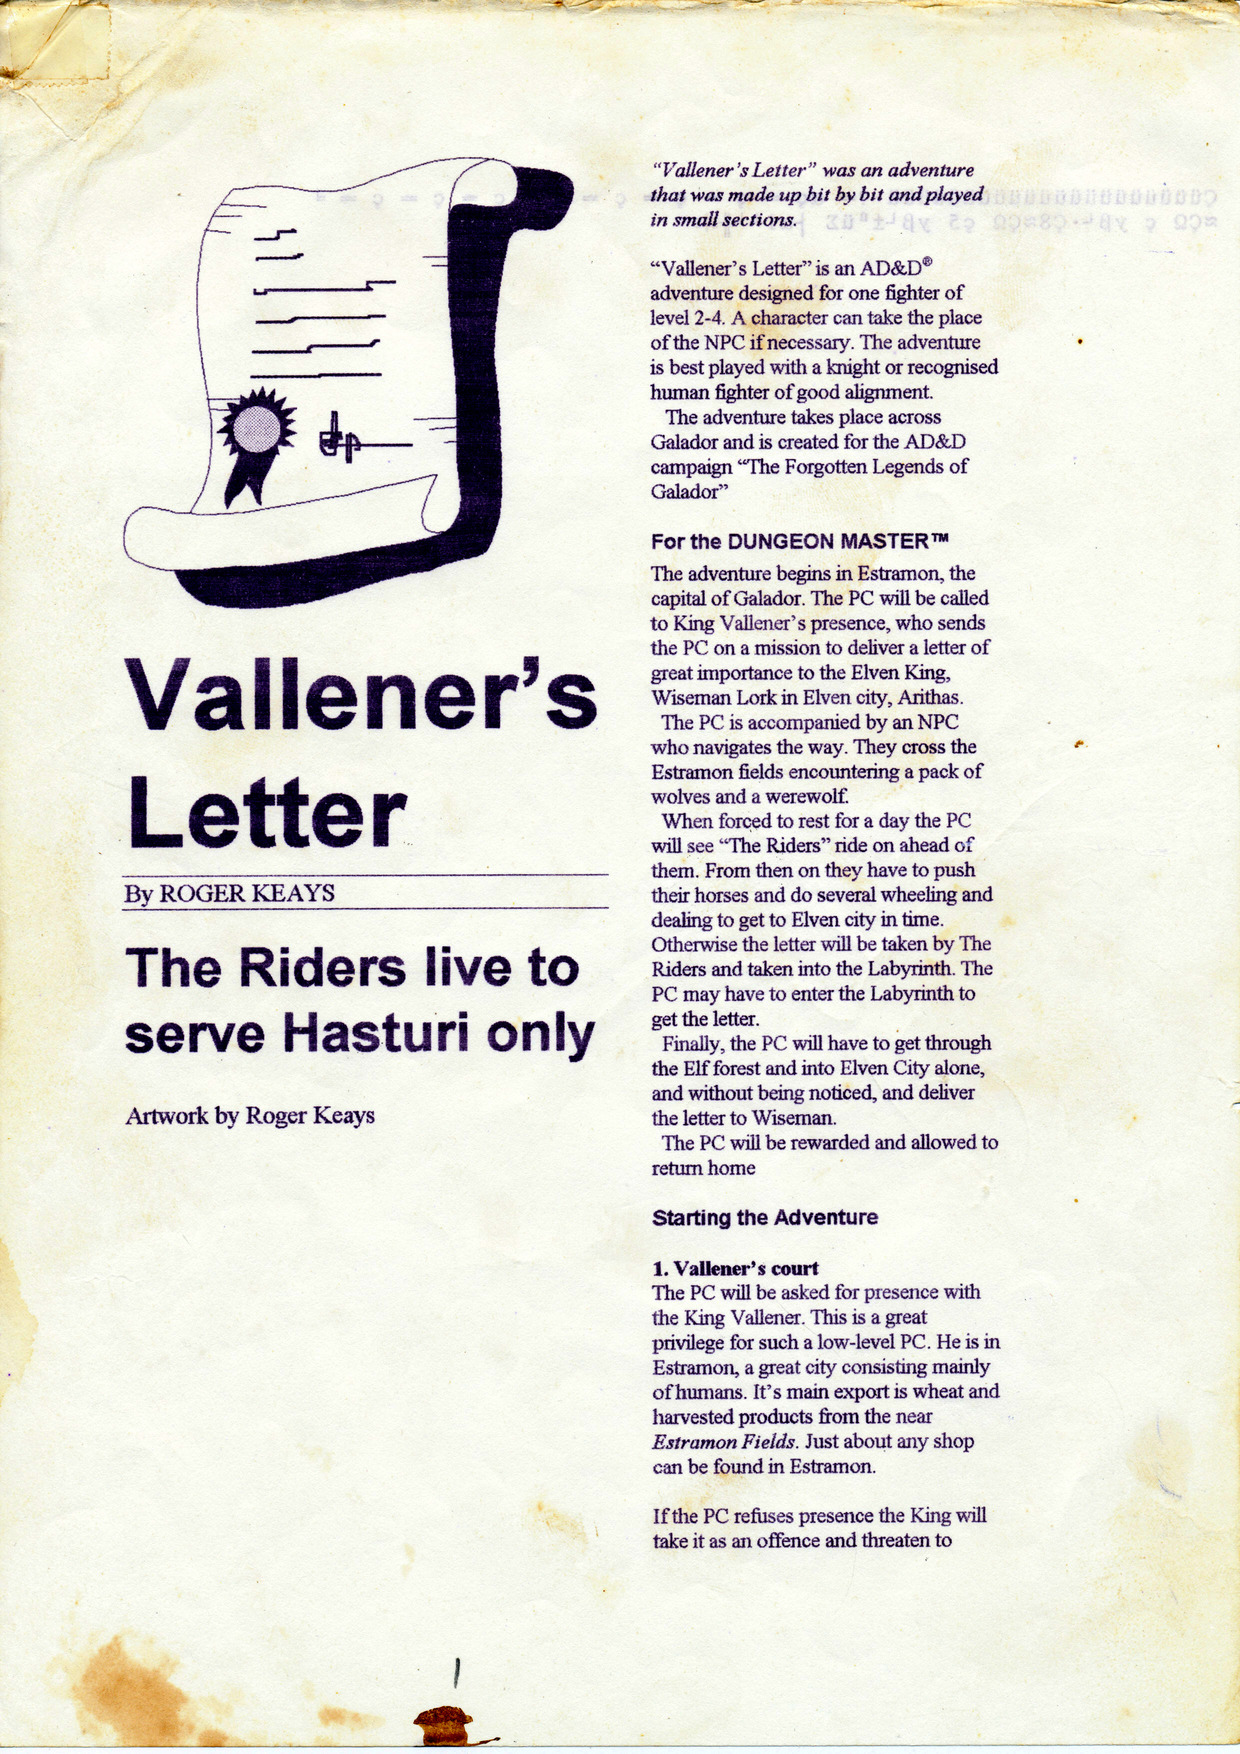 Vallener's
Letter
By ROGER KEAYS
The Riders live to
serve Hasturi only
Artwork by Roger Keays
"Vallener's Letter" was an adventure
that was made up bit by bit and played
in small sections.
"Vallener's Letter" is an AD&D®
adventure designed for one fighter of
level 2-4. A character can take the place
of the NPC if necessary. The adventure
is best played with a knight or recognised
human fighter of good alignment.
The adventure takes place across
Galador and is created for the AD&D
campaign "The Forgotten Legends of
Galador"
For the DUNGEON MASTER™
The adventure begins in Estramon, the
capital of Galador. The PC will be called
to King Vallener's presence, who sends
the PC on a mission to deliver a letter of
great importance to the Elven King,
Wiseman Lork in Elven city, Arithas.
The PC is accompanied by an NPC
who navigates the way. They cross the
Estramon fields encountering a pack of
wolves and a werewolf.
When forced to rest for a day the PC
will see "The Riders" ride on ahead of
them. From then on they have to push
their horses and do several wheeling and
dealing to get to Elven city in time.
Otherwise the letter will be taken by The
Riders and taken into the Labyrinth. The
PC may have to enter the Labyrinth to
get the letter.
Finally, the PC will have to get through
the Elf forest and into Elven City alone,
and without being noticed, and deliver
the letter to Wiseman.
The PC will be rewarded and allowed to
return home
Starting the Adventure
1. Vallener's court
The PC will be asked for presence with
the King Vallener. This is a great
privilege for such a low-level PC. He is in
Estramon, a great city consisting mainly
of humans. It's main export is wheat and
harvested products from the near
Estramon Fields. Just about any shop
can be found in Estramon.
If the PC refuses presence the King will
take it as an offence and threaten to
1